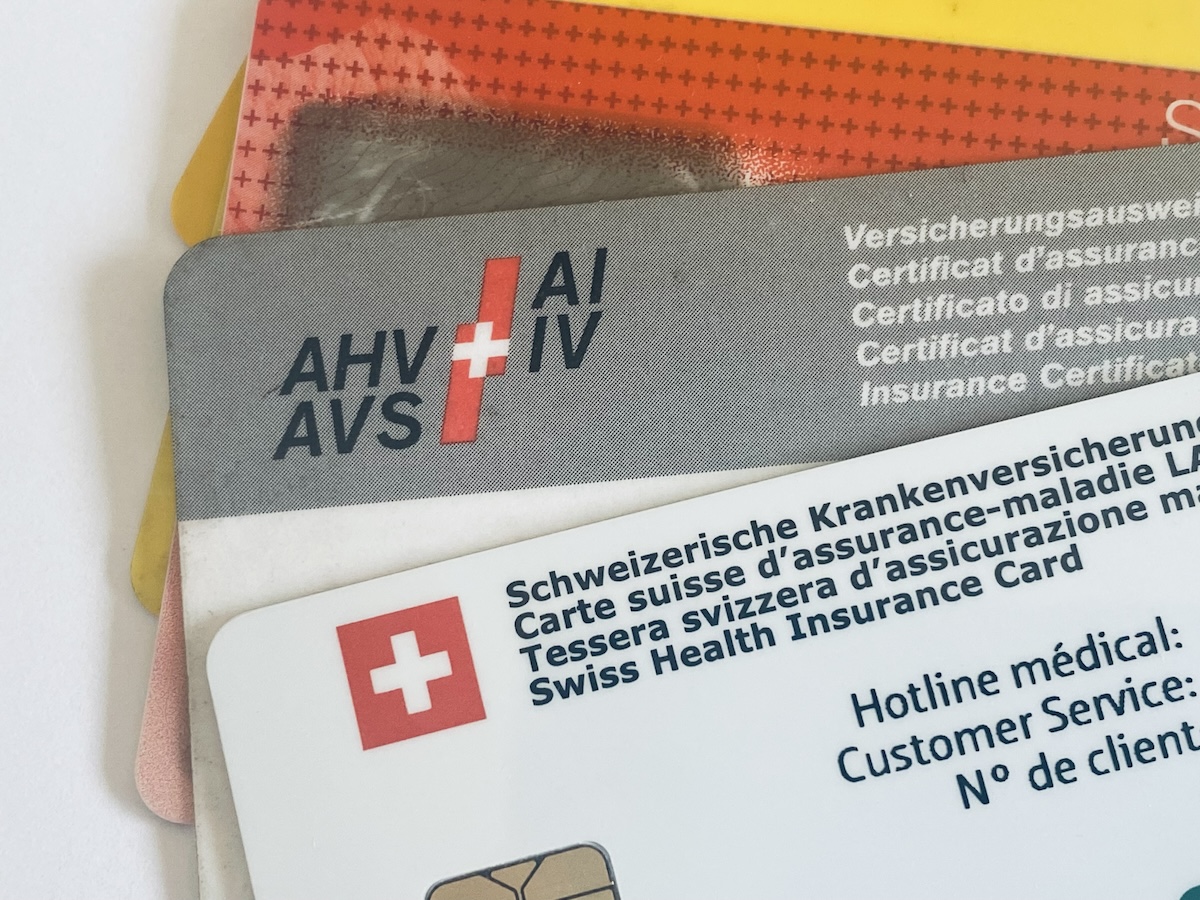 AHV
AVS
AI
IV
Versicherungsauswei
Certificat d'assuranc
Certificato di assicur
Certificat d'assicura
Insurance Certificat
Schweizerische Krankenversicherung
Carte suisse d'assurance-maladie LA
Tessera svizzera d'assicurazione ma
Swiss Health Insurance Card
Hotline médical:
Customer Service:
N° de client